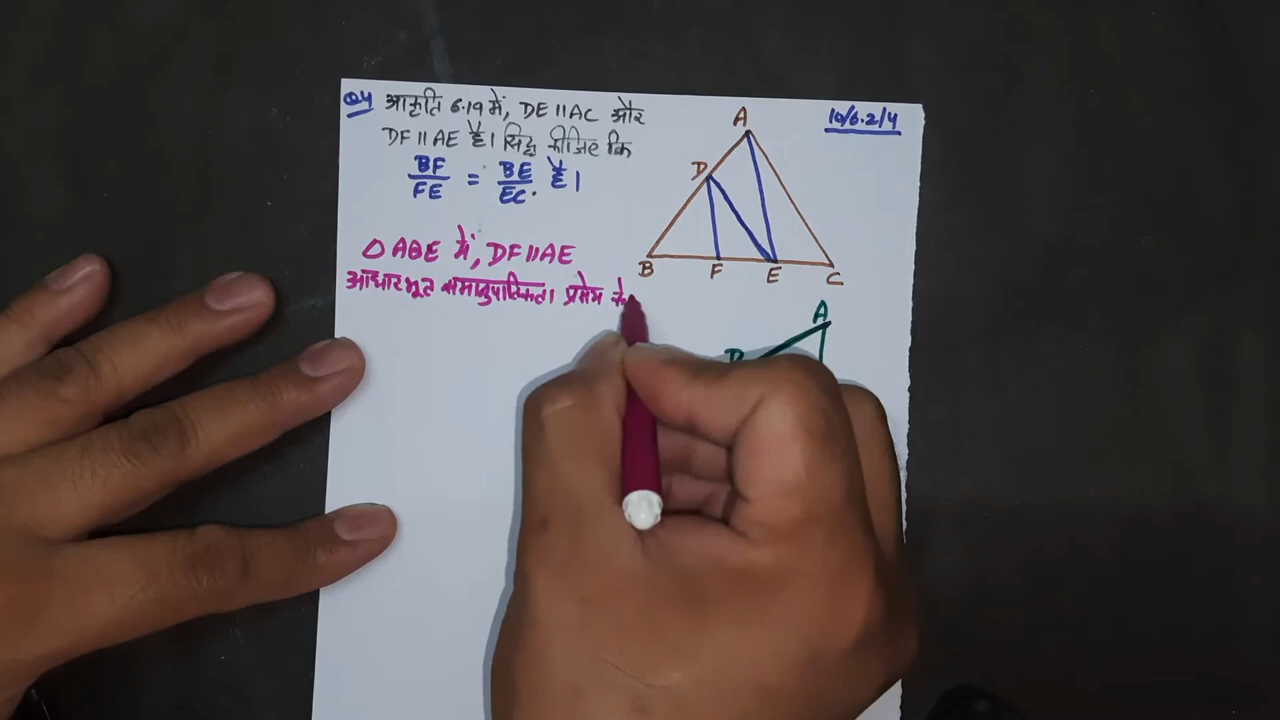 Q4 आकृति 6.19 में, DE || AC और
DF || AE है। सिद्ध कीजिए कि
BF/FE = BE/EC है।
10/6.2/4
A
D
B F E C
△ ABE में, DF || AE
आधारभूत समानुपातिकता प्रमेय से
A
D